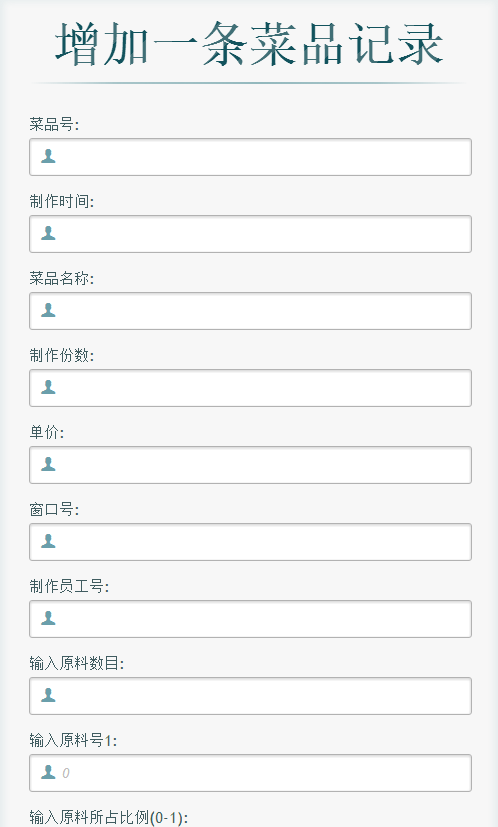 增加一条菜品记录
菜品号:
制作时间:
菜品名称:
制作份数:
单价:
窗口号:
制作员工号:
输入原料数目:
输入原料号1:
0
输入原料所占比例(0-1):